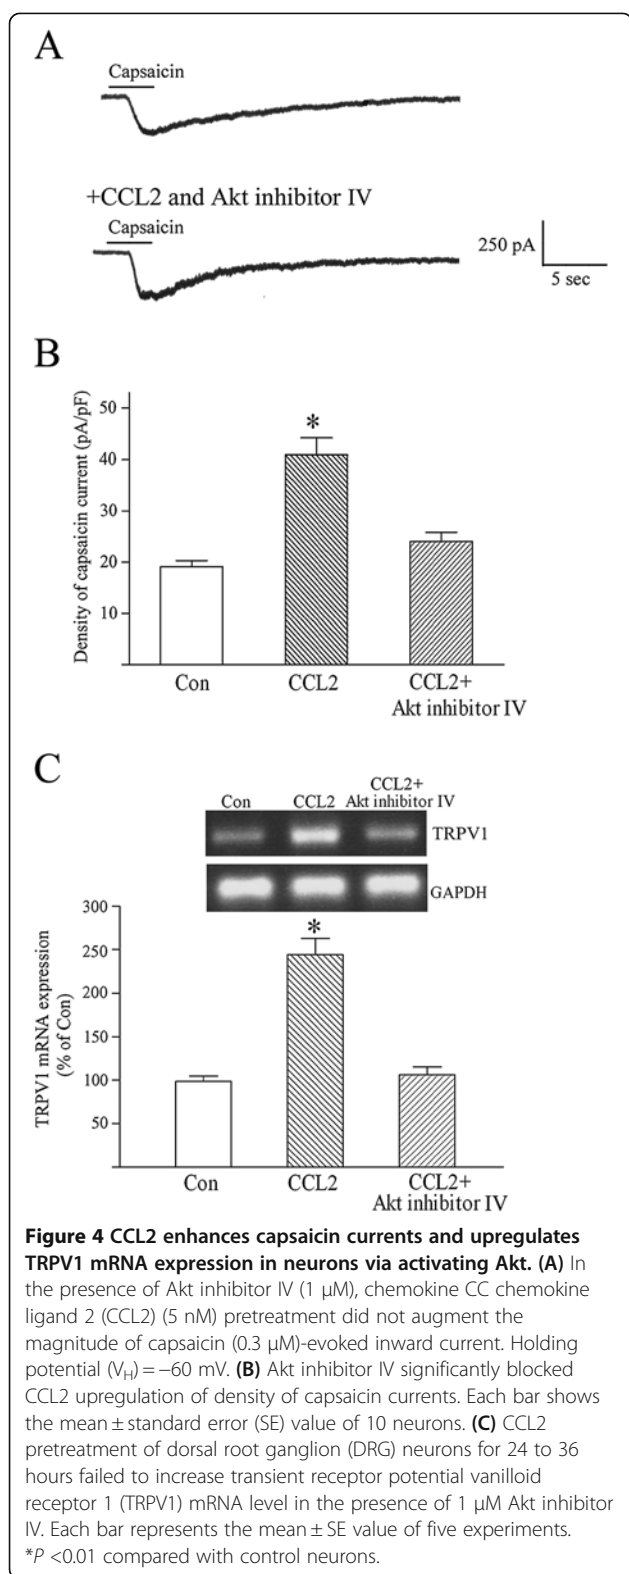 A
Capsaicin
+CCL2 and Akt inhibitor IV
Capsaicin
250 pA
5 sec
B
Density of capsaicin current (pA/pF)
50
40
30
20
10
*
Con
CCL2
CCL2+
Akt inhibitor IV
C
Con
CCL2
CCL2+
Akt inhibitor IV
TRPV1
GAPDH
TRPV1 mRNA expression
(% of Con)
300
250
200
150
100
50
*
Con
CCL2
CCL2+
Akt inhibitor IV
Figure 4 CCL2 enhances capsaicin currents and upregulates
TRPV1 mRNA expression in neurons via activating Akt. (A) In
the presence of Akt inhibitor IV (1 μM), chemokine CC chemokine
ligand 2 (CCL2) (5 nM) pretreatment did not augment the
magnitude of capsaicin (0.3 μM)-evoked inward current. Holding
potential (VH) = −60 mV. (B) Akt inhibitor IV significantly blocked
CCL2 upregulation of density of capsaicin currents. Each bar shows
the mean ± standard error (SE) value of 10 neurons. (C) CCL2
pretreatment of dorsal root ganglion (DRG) neurons for 24 to 36
hours failed to increase transient receptor potential vanilloid
receptor 1 (TRPV1) mRNA level in the presence of 1 μM Akt inhibitor
IV. Each bar represents the mean ± SE value of five experiments.
*P <0.01 compared with control neurons.